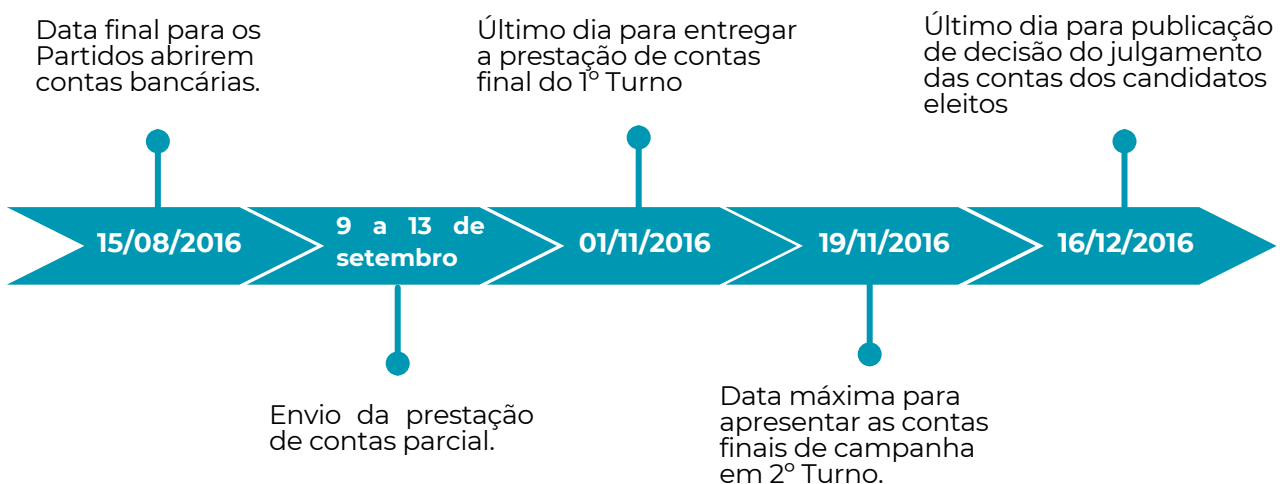 Data final para os
Partidos abrirem
contas bancárias.
Último dia para entregar
a prestação de contas
final do 1º Turno
Último dia para publicação
de decisão do julgamento
das contas dos candidatos
eleitos
15/08/2016
9 a 13 de
setembro
01/11/2016
19/11/2016
16/12/2016
Envio da prestação
de contas parcial.
Data máxima para
apresentar as contas
finais de campanha
em 2º Turno.